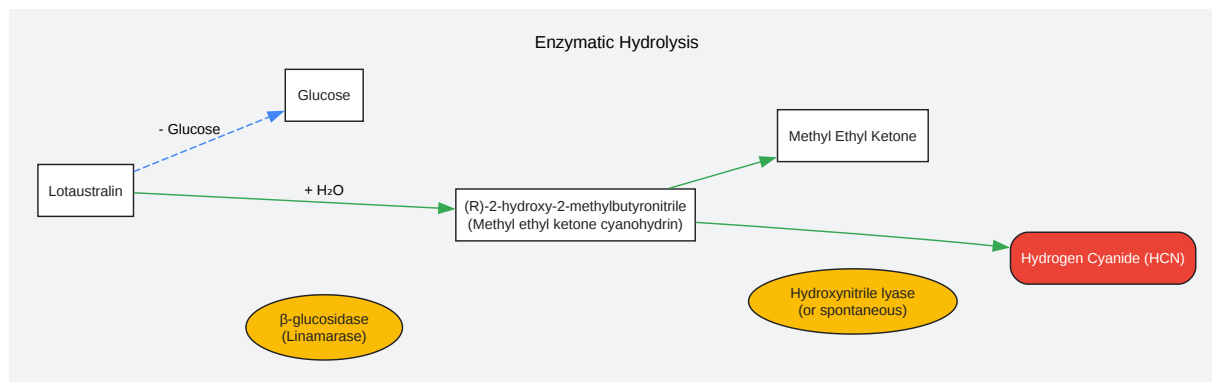 Enzymatic Hydrolysis
Glucose
- Glucose
Lotaustralin
+ H₂O
(R)-2-hydroxy-2-methylbutyronitrile
(Methyl ethyl ketone cyanohydrin)
Methyl Ethyl Ketone
Hydrogen Cyanide (HCN)
β-glucosidase
(Linamarase)
Hydroxynitrile lyase
(or spontaneous)